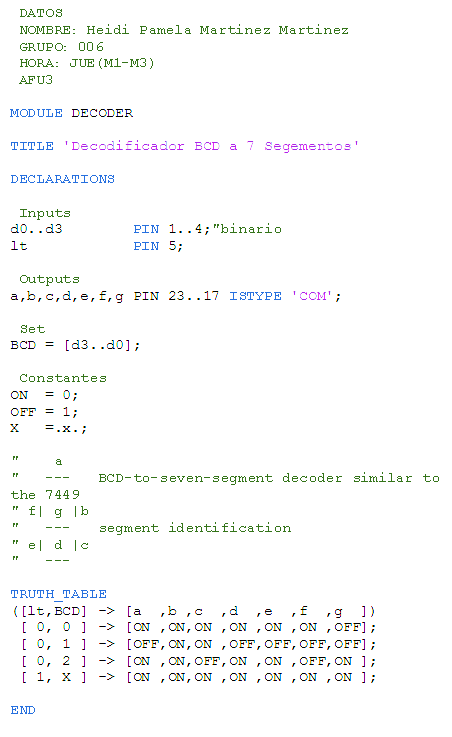 DATOS
NOMBRE: Heidi Pamela Martinez Martinez
GRUPO: 006
HORA: JUE(M1-M3)
AFU3
MODULE DECODER
TITLE 'Decodificador BCD a 7 Segementos'
DECLARATIONS
Inputs
d0..d3        PIN 1..4;"binario
lt            PIN 5;
Outputs
a,b,c,d,e,f,g PIN 23..17 ISTYPE 'COM';
Set
BCD = [d3..d0];
Constantes
ON  = 0;
OFF = 1;
X   =.x.;
"    a
"   ---   BCD-to-seven-segment decoder similar to
the 7449
" f| g |b
"   ---   segment identification
" e| d |c
"   ---
TRUTH_TABLE
([lt,BCD] -> [a  ,b ,c  ,d  ,e  ,f  ,g  ])
[ 0, 0 ] -> [ON ,ON,ON ,ON ,ON ,ON ,OFF];
[ 0, 1 ] -> [OFF,ON,ON ,OFF,OFF,OFF,OFF];
[ 0, 2 ] -> [ON ,ON,OFF,ON ,ON ,OFF,ON ];
[ 1, X ] -> [ON ,ON,ON ,ON ,ON ,ON ,ON ];
END